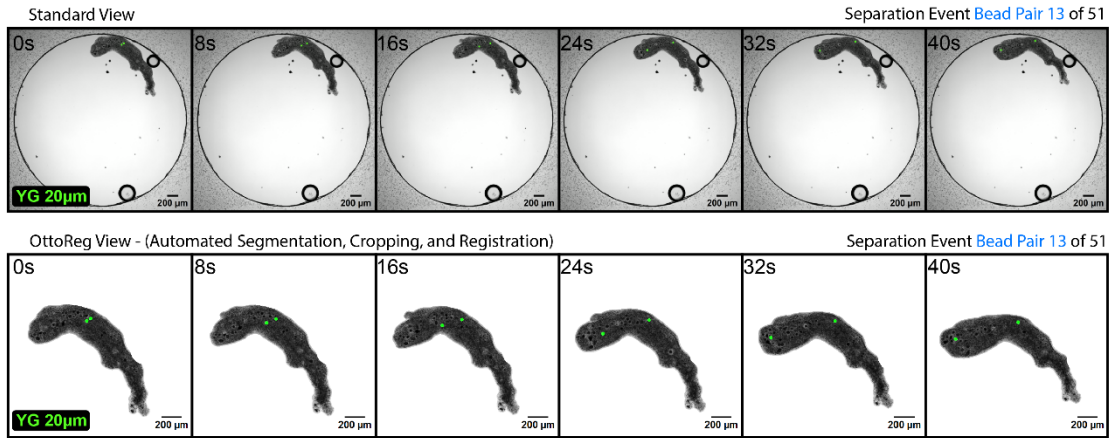 Standard View
Separation Event Bead Pair 13 of 51
0s
8s
16s
24s
32s
40s
YG 20µm
200 µm
200 µm
200 µm
200 µm
200 µm
200 µm
OttoReg View - (Automated Segmentation, Cropping, and Registration)
Separation Event Bead Pair 13 of 51
0s
8s
16s
24s
32s
40s
YG 20µm
200 µm
200 µm
200 µm
200 µm
200 µm
200 µm